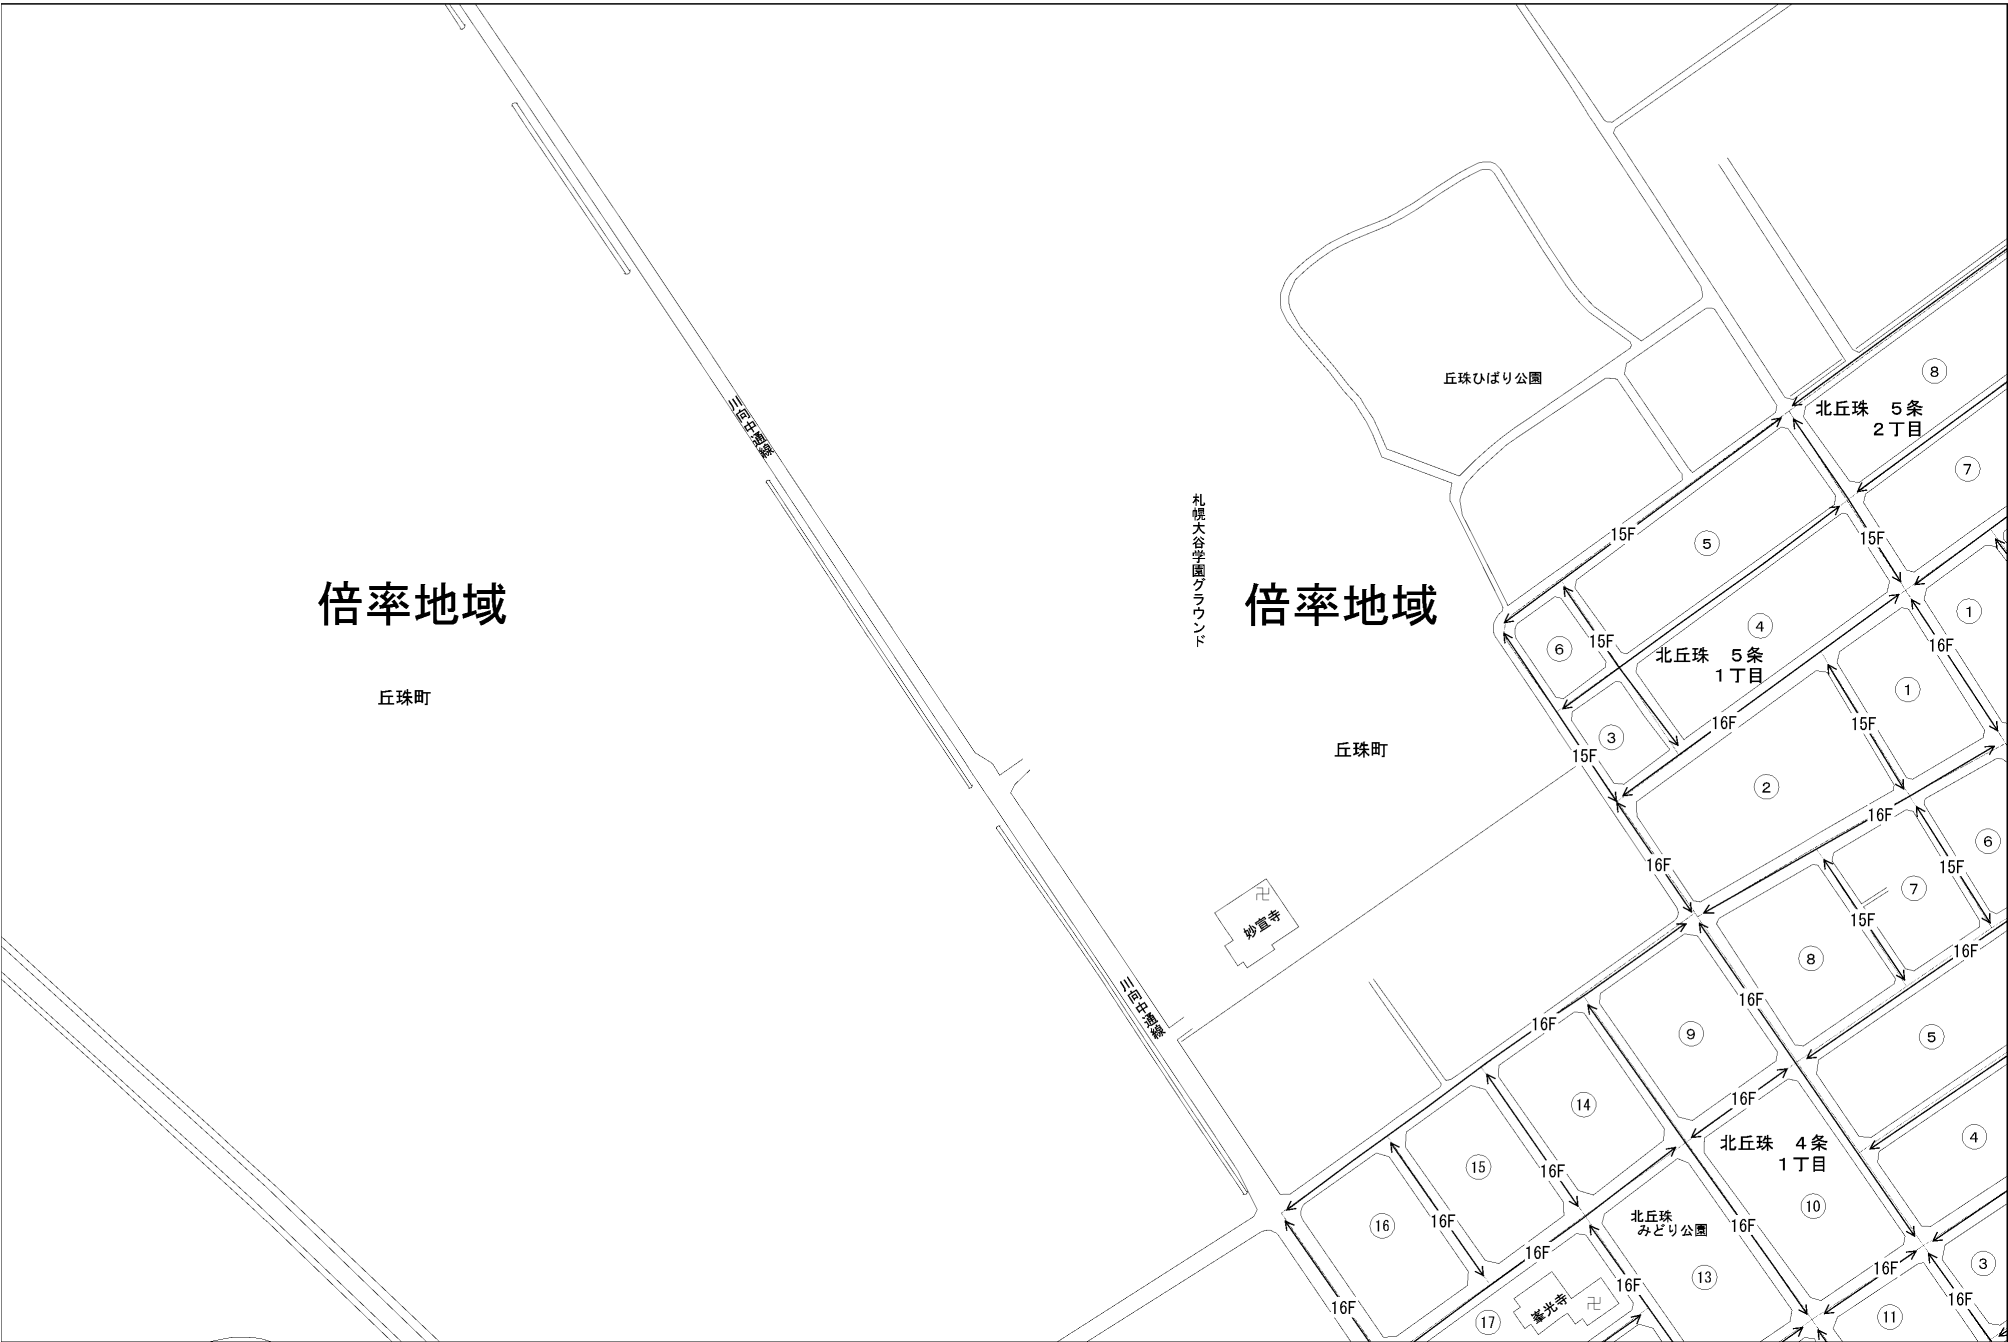 丘珠ひばり公園
⑧
北丘珠　５条
２丁目
⑦
川向中通線
札幌大谷学園グラウンド
倍率地域
倍率地域
15F
⑤
15F
①
⑥
15F
④
北丘珠　５条
１丁目
16F
①
丘珠町
丘珠町
③
16F
15F
15F
②
16F
⑥
16F
15F
⑦
妙宣寺
15F
⑧
16F
川向中通線
16F
16F
⑨
⑤
16F
⑭
④
北丘珠　４条
１丁目
⑮
16F
⑩
⑯
16F
北丘珠
みどり公園
16F
16F
⑬
16F
16F
③
16F
峯光寺
16F
⑰
⑪
16F